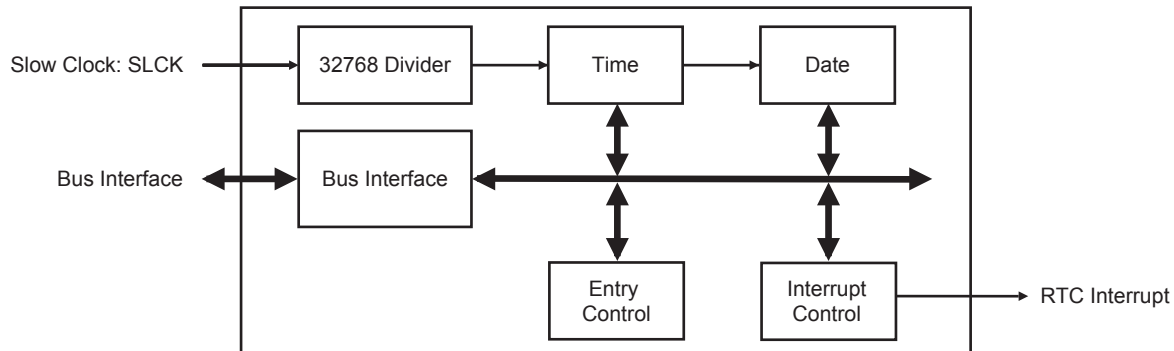 Slow Clock: SLCK
32768 Divider
Time
Date
Bus Interface
Bus Interface
Entry
Control
Interrupt
Control
RTC Interrupt